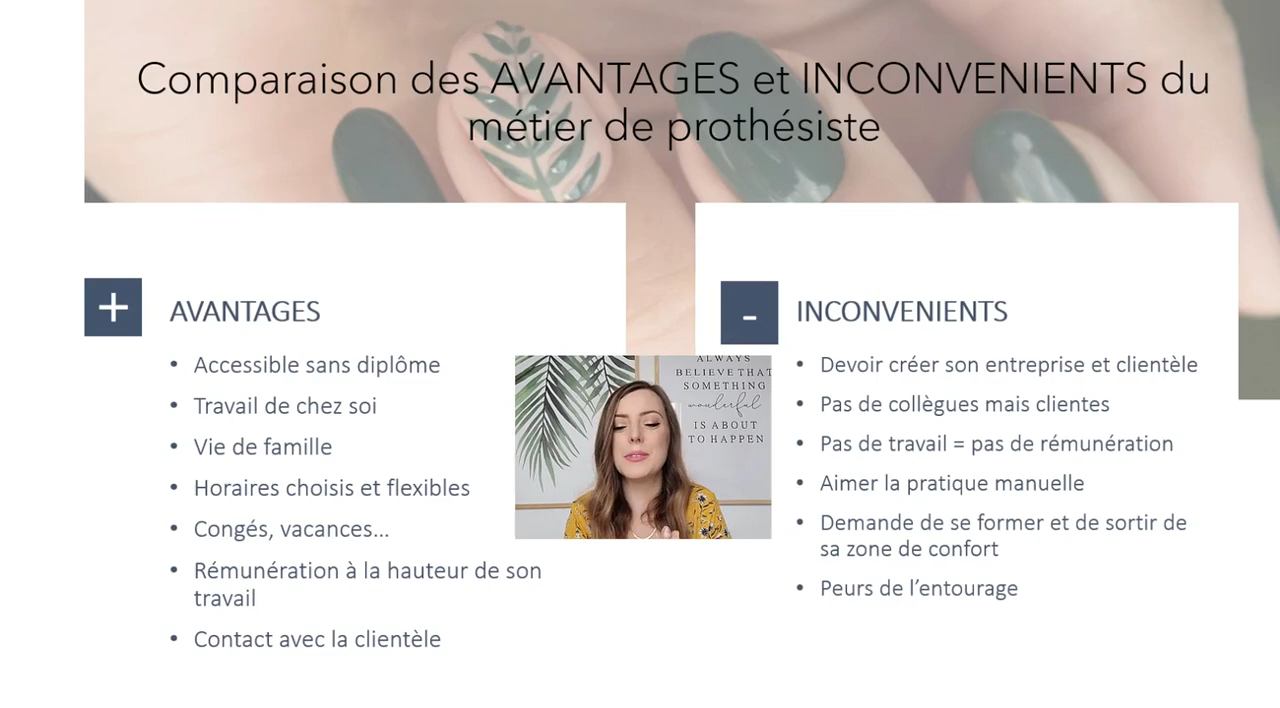 Comparaison des AVANTAGES et INCONVENIENTS du
métier de prothésiste
+
AVANTAGES
• Accessible sans diplôme
• Travail de chez soi
• Vie de famille
• Horaires choisis et flexibles
• Congés, vacances...
• Rémunération à la hauteur de son
travail
• Contact avec la clientèle
ALWAYS
BELIEVE THAT
SOMETHING
wonderful
IS ABOUT
TO HAPPEN
-
INCONVENIENTS
• Devoir créer son entreprise et clientèle
• Pas de collègues mais clientes
• Pas de travail = pas de rémunération
• Aimer la pratique manuelle
• Demande de se former et de sortir de
sa zone de confort
• Peurs de l'entourage